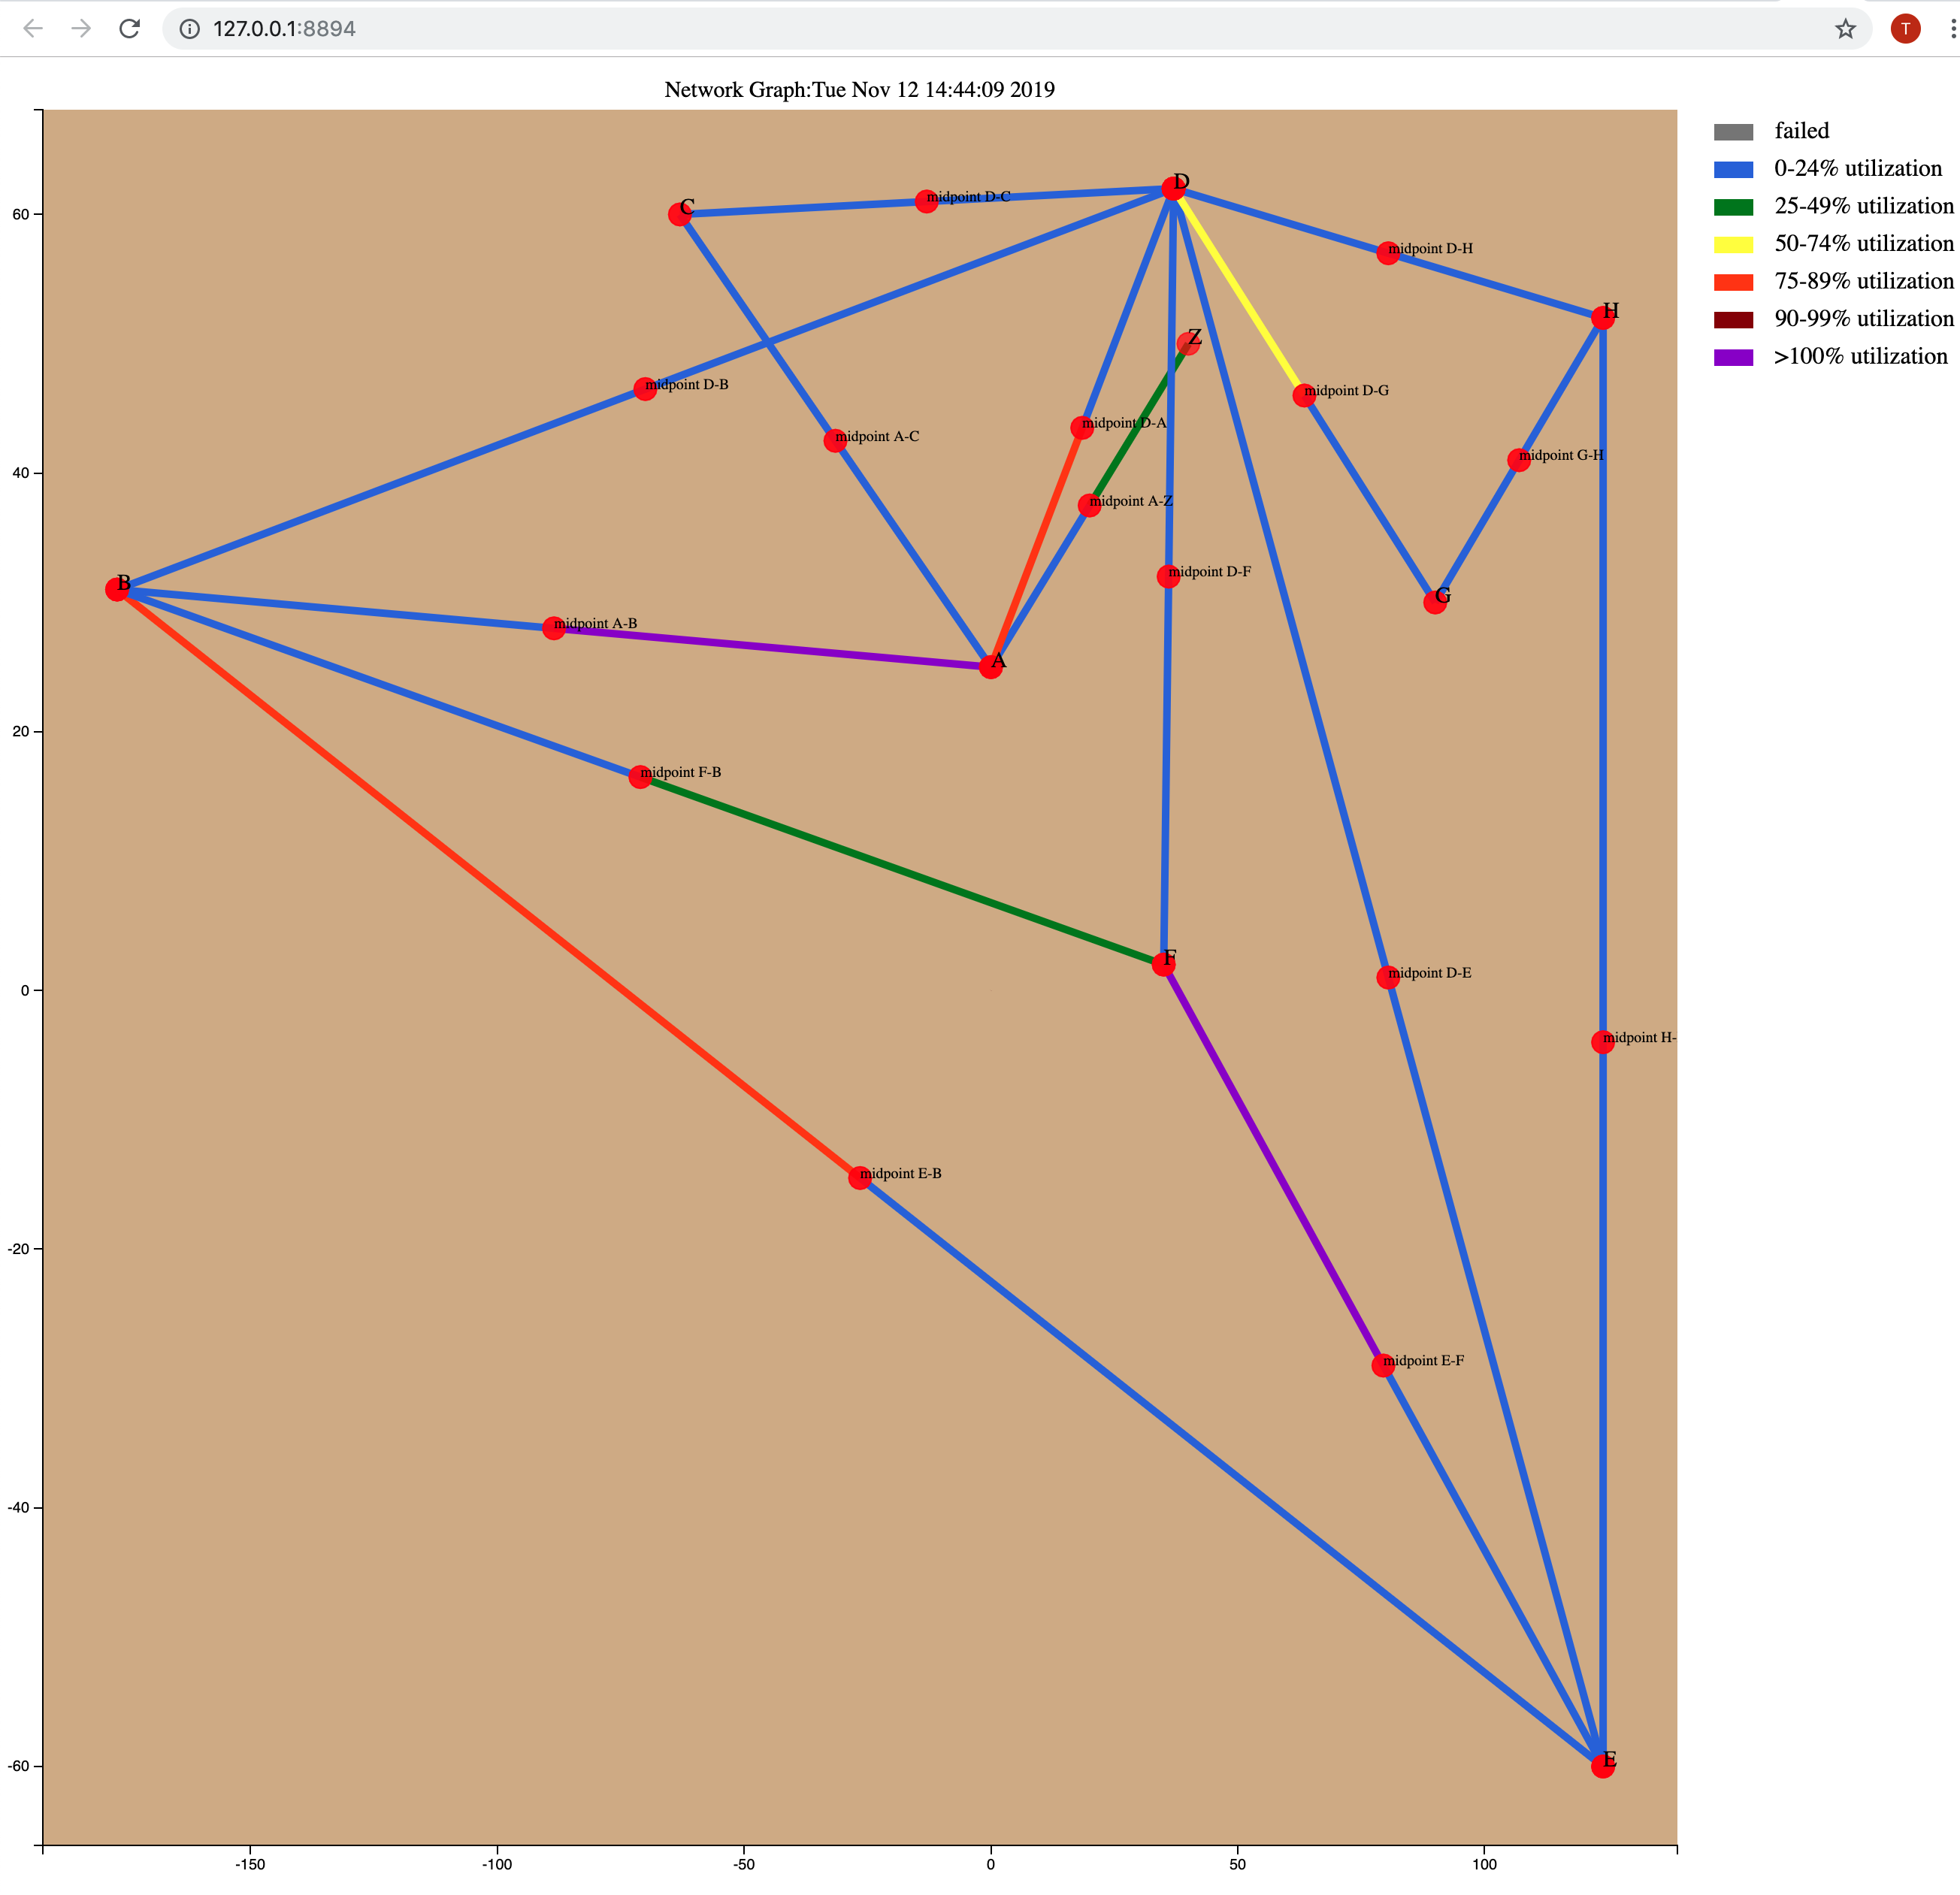 127.0.0.1:8894
T
Network Graph:Tue Nov 12 14:44:09 2019
failed
0-24% utilization
25-49% utilization
50-74% utilization
75-89% utilization
90-99% utilization
>100% utilization
D
C
midpoint D-C
60
midpoint D-H
H
Z
midpoint D-B
midpoint D-G
midpoint D-A
midpoint A-C
midpoint G-H
40
midpoint A-Z
midpoint D-F
B
G
midpoint A-B
A
20
midpoint F-B
F
midpoint D-E
0
midpoint H-
midpoint E-B
-20
midpoint E-F
-40
E
-60
-150
-100
-50
0
50
100